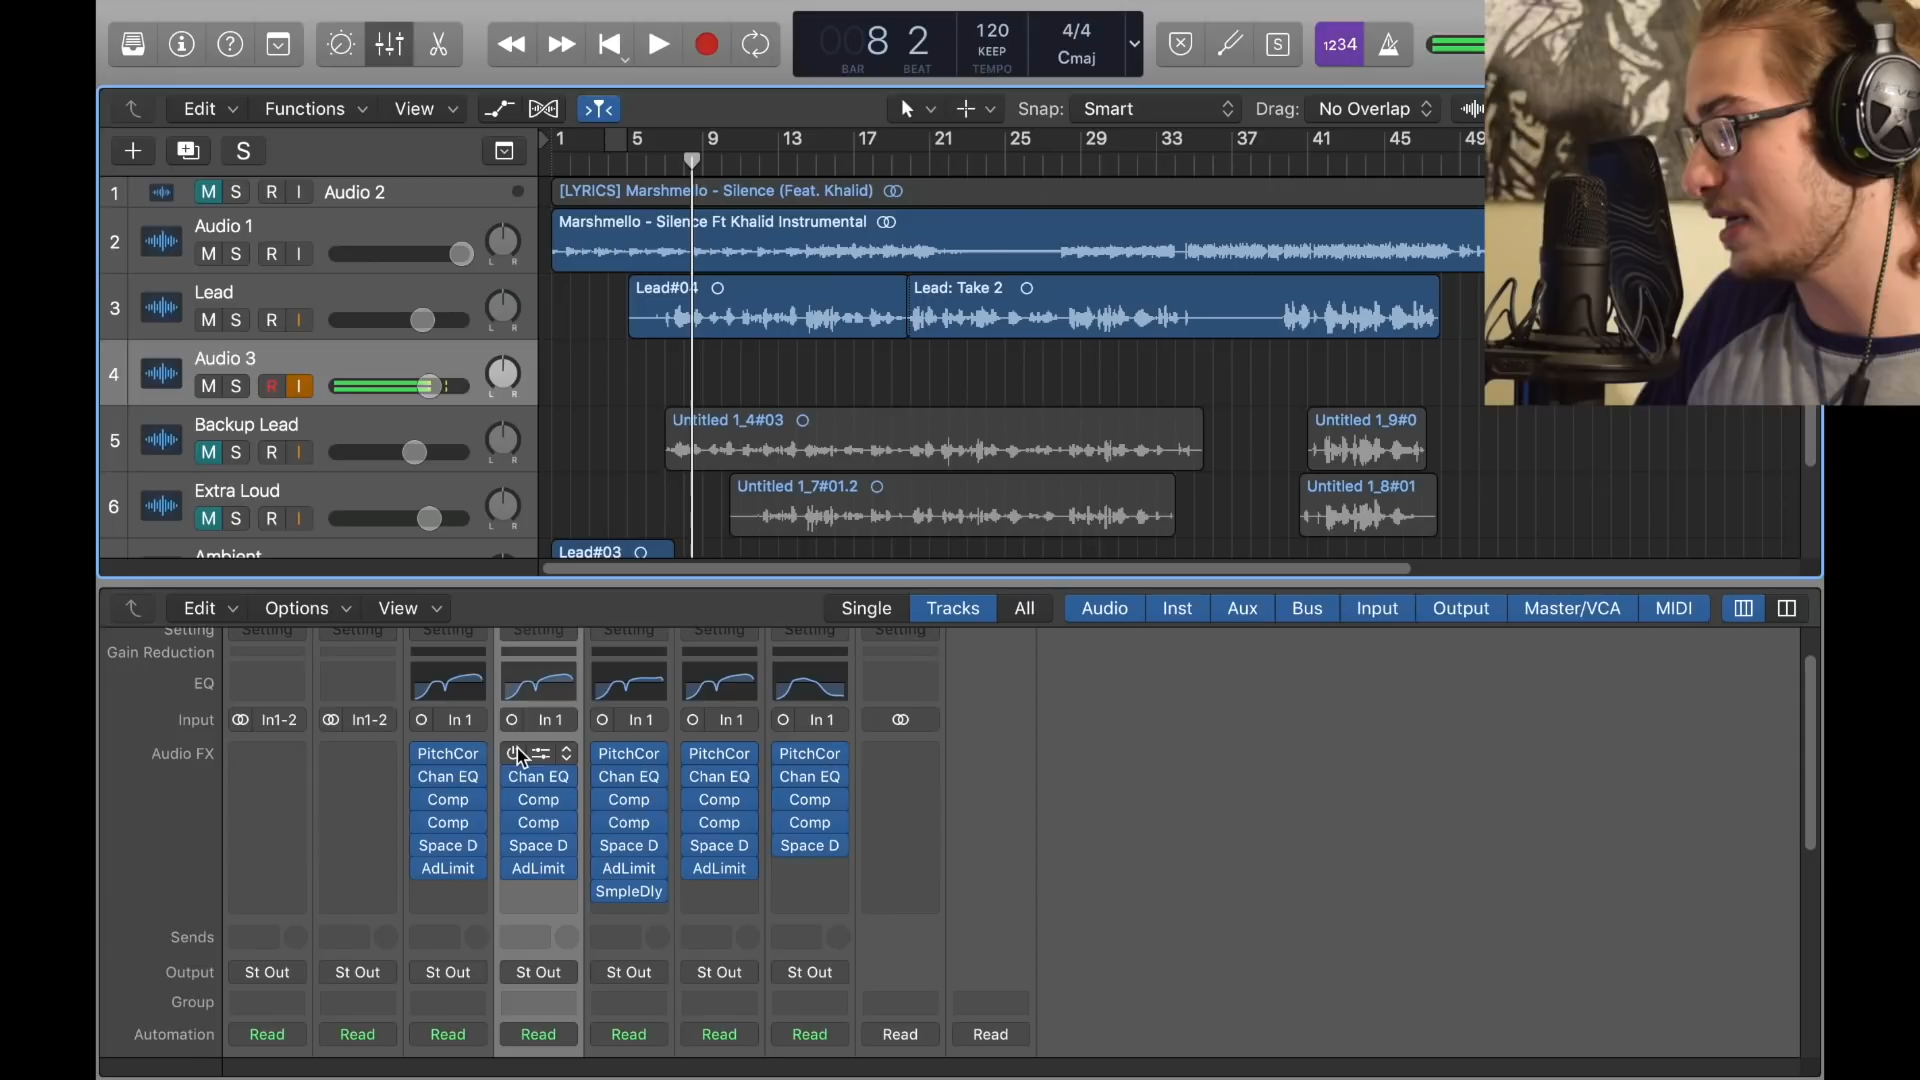 008 2
BAR BEAT
120
KEEP
TEMPO
4/4
Cmaj
S
1234
Edit Functions View
Snap: Smart
Drag: No Overlap
S
1 5 9 13 17 21 25 29 33 37 41 45 49
1 M S R I Audio 2
[LYRICS] Marshmello - Silence (Feat. Khalid)
2 Audio 1
M S R I
L R
Marshmello - Silence Ft Khalid Instrumental
3 Lead
M S R I
L R
Lead#04
Lead: Take 2
4 Audio 3
M S R I
L R
5 Backup Lead
M S R I
L R
Untitled 1_4#03
Untitled 1_9#0
6 Extra Loud
M S R I
L R
Untitled 1_7#01.2
Untitled 1_8#01
Ambient
Lead#03
Edit Options View
Single Tracks All
Audio Inst Aux Bus Input Output Master/VCA MIDI
Setting Setting Setting Setting Setting Setting Setting Setting Setting
Gain Reduction
EQ
Input In1-2 In1-2 In 1 In 1 In 1 In 1 In 1
Audio FX PitchCor PitchCor PitchCor PitchCor
Chan EQ Chan EQ Chan EQ Chan EQ Chan EQ
Comp Comp Comp Comp Comp
Comp Comp Comp Comp Comp
Space D Space D Space D Space D Space D
AdLimit AdLimit AdLimit AdLimit
SmpleDly
Sends
Output St Out St Out St Out St Out St Out St Out St Out
Group
Automation Read Read Read Read Read Read Read Read Read